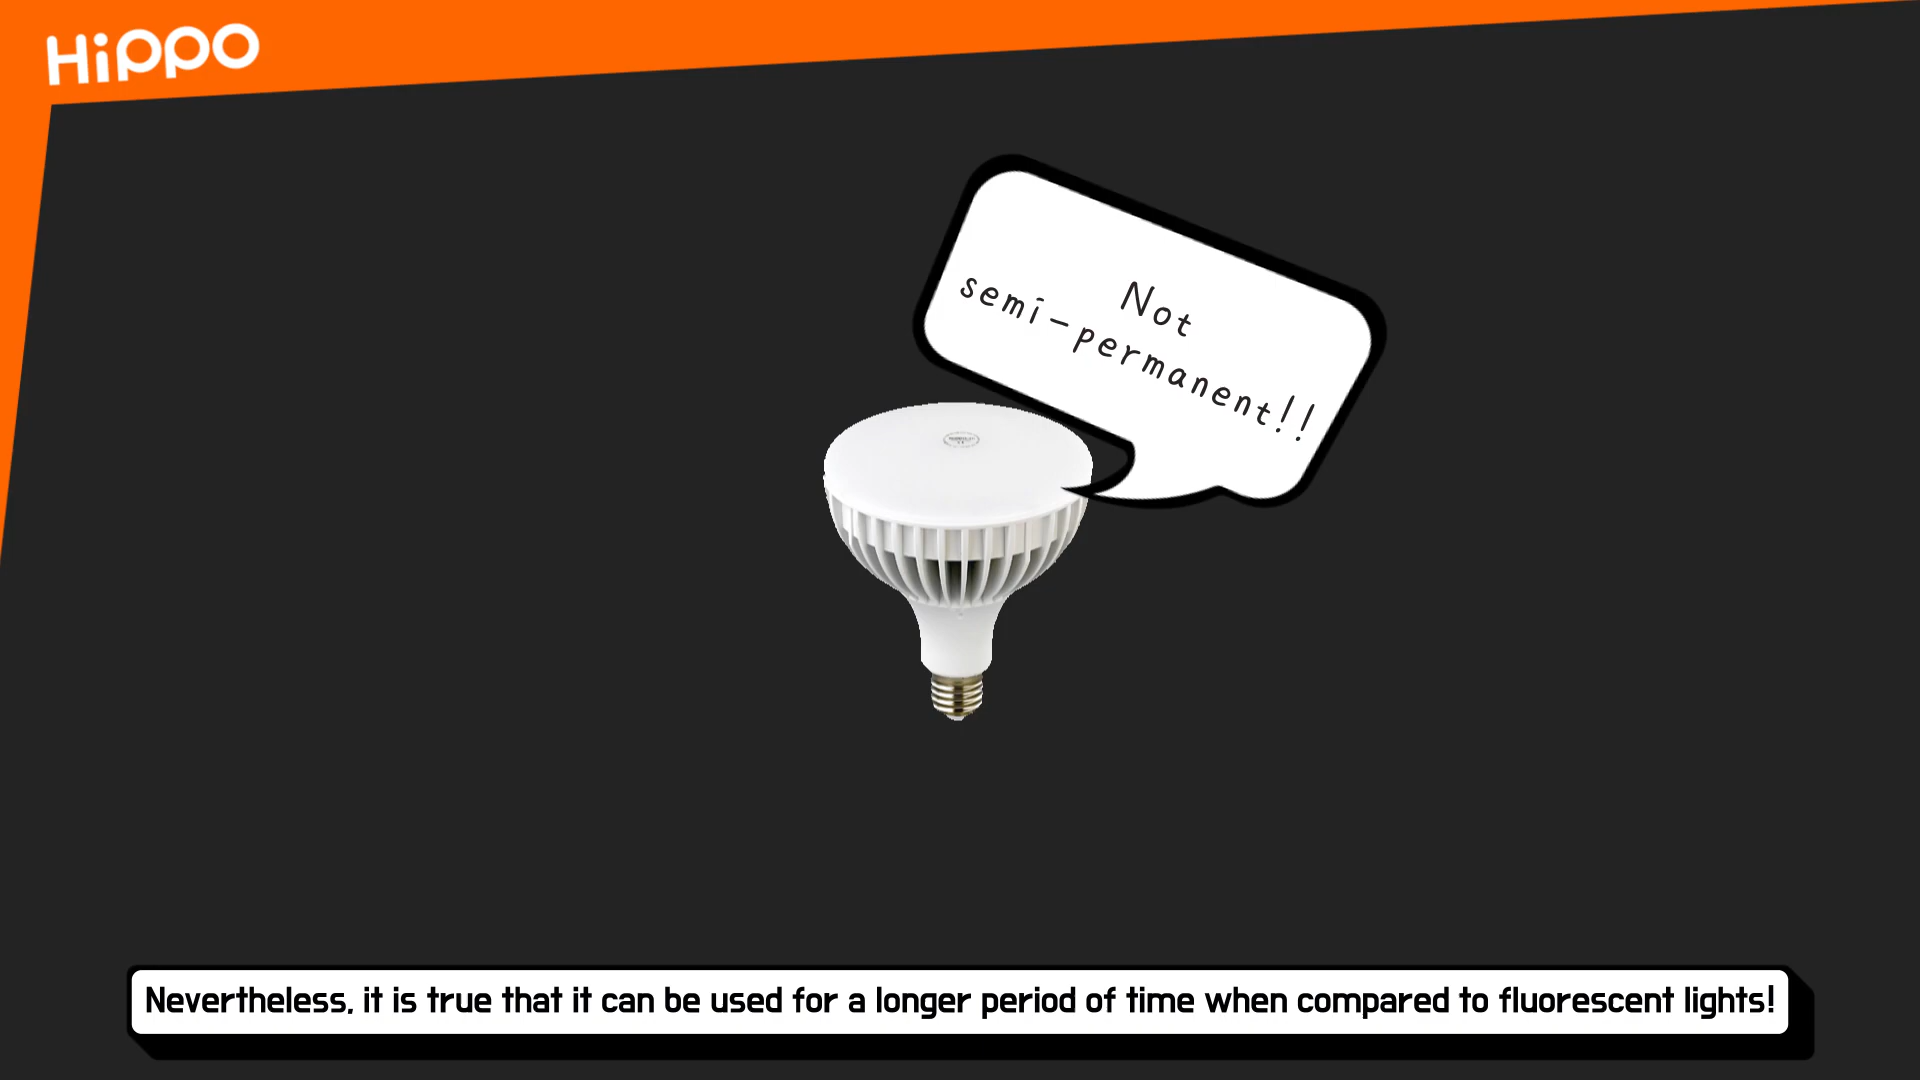 Hippo
Not
semi-permanent!!
Nevertheless, it is true that it can be used for a longer period of time when compared to fluorescent lights!